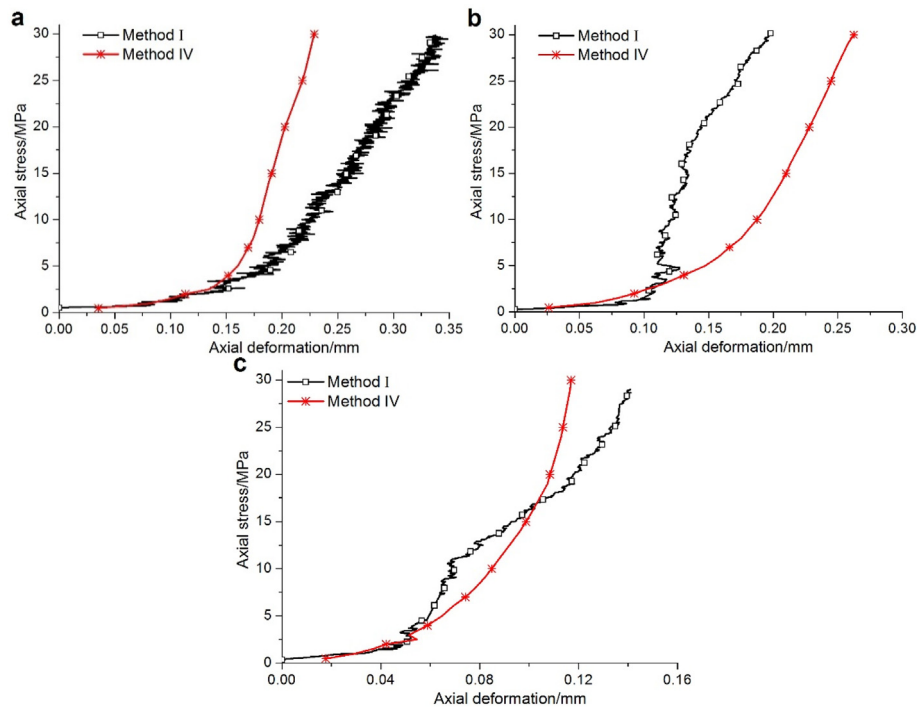 a
Method I
Method IV
Axial stress/MPa
30
25
20
15
10
5
0
0.00 0.05 0.10 0.15 0.20 0.25 0.30 0.35
Axial deformation/mm
b
Method I
Method IV
Axial stress/MPa
30
25
20
15
10
5
0
0.00 0.05 0.10 0.15 0.20 0.25 0.30
Axial deformation/mm
c
Method I
Method IV
Axial stress/MPa
30
25
20
15
10
5
0
0.00 0.04 0.08 0.12 0.16
Axial deformation/mm